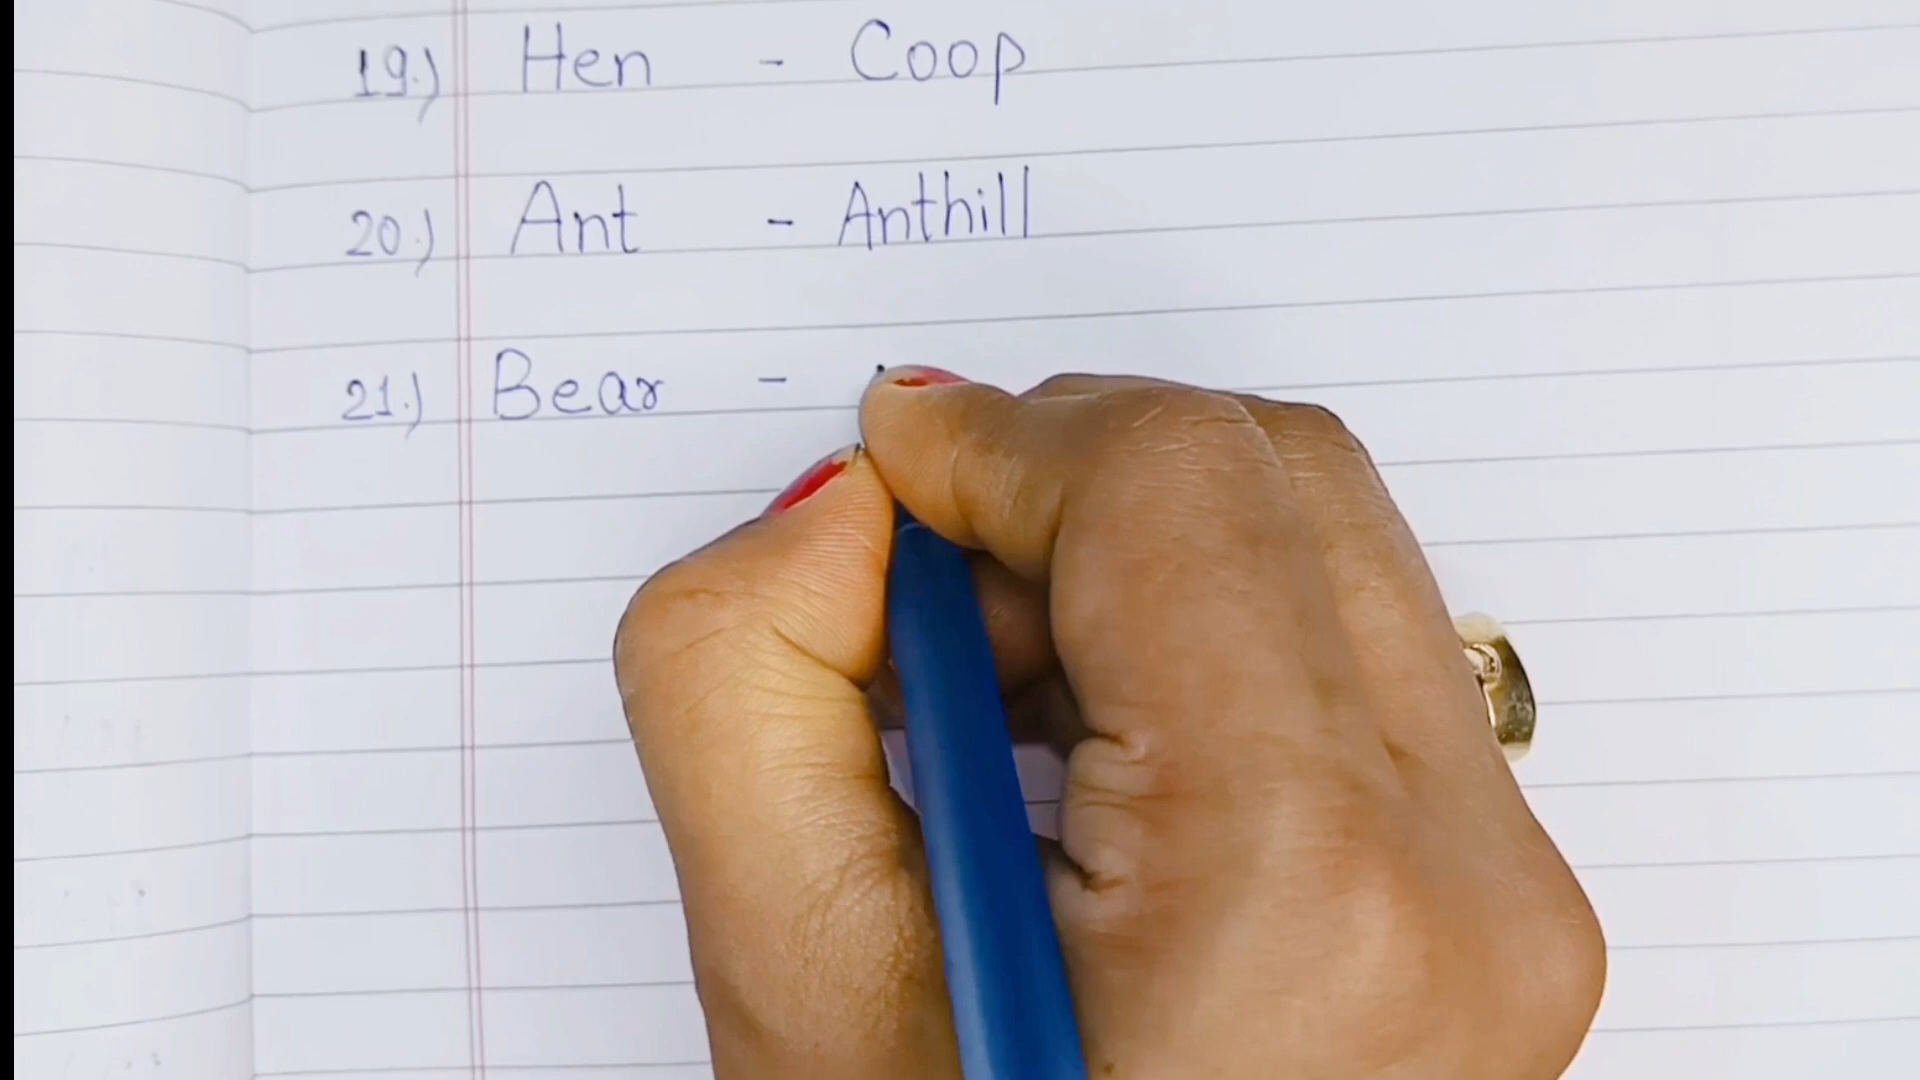 19.) Hen - Coop
20.) Ant - Anthill
21.) Bear -